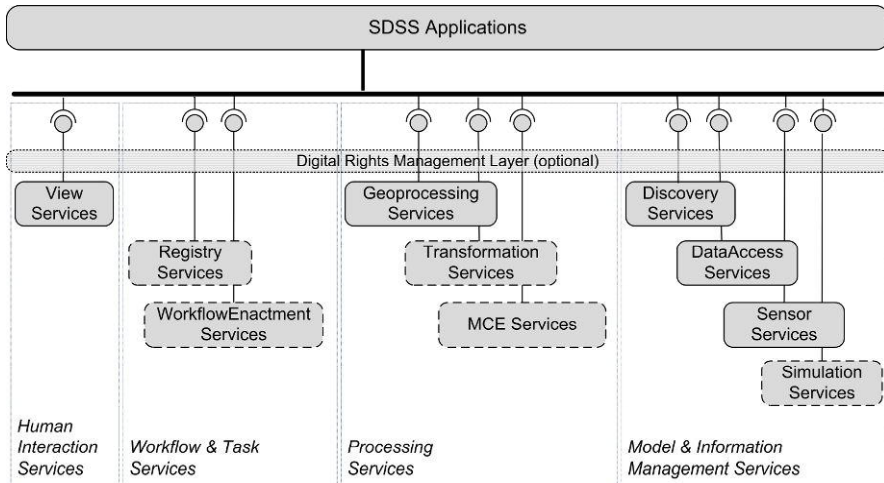 SDSS Applications
Digital Rights Management Layer (optional)
View
Services
Geoprocessing
Services
Discovery
Services
Registry
Services
Transformation
Services
DataAccess
Services
WorkflowEnactment
Services
MCE Services
Sensor
Services
Simulation
Services
Human
Interaction
Services
Workflow & Task
Services
Processing
Services
Model & Information
Management Services